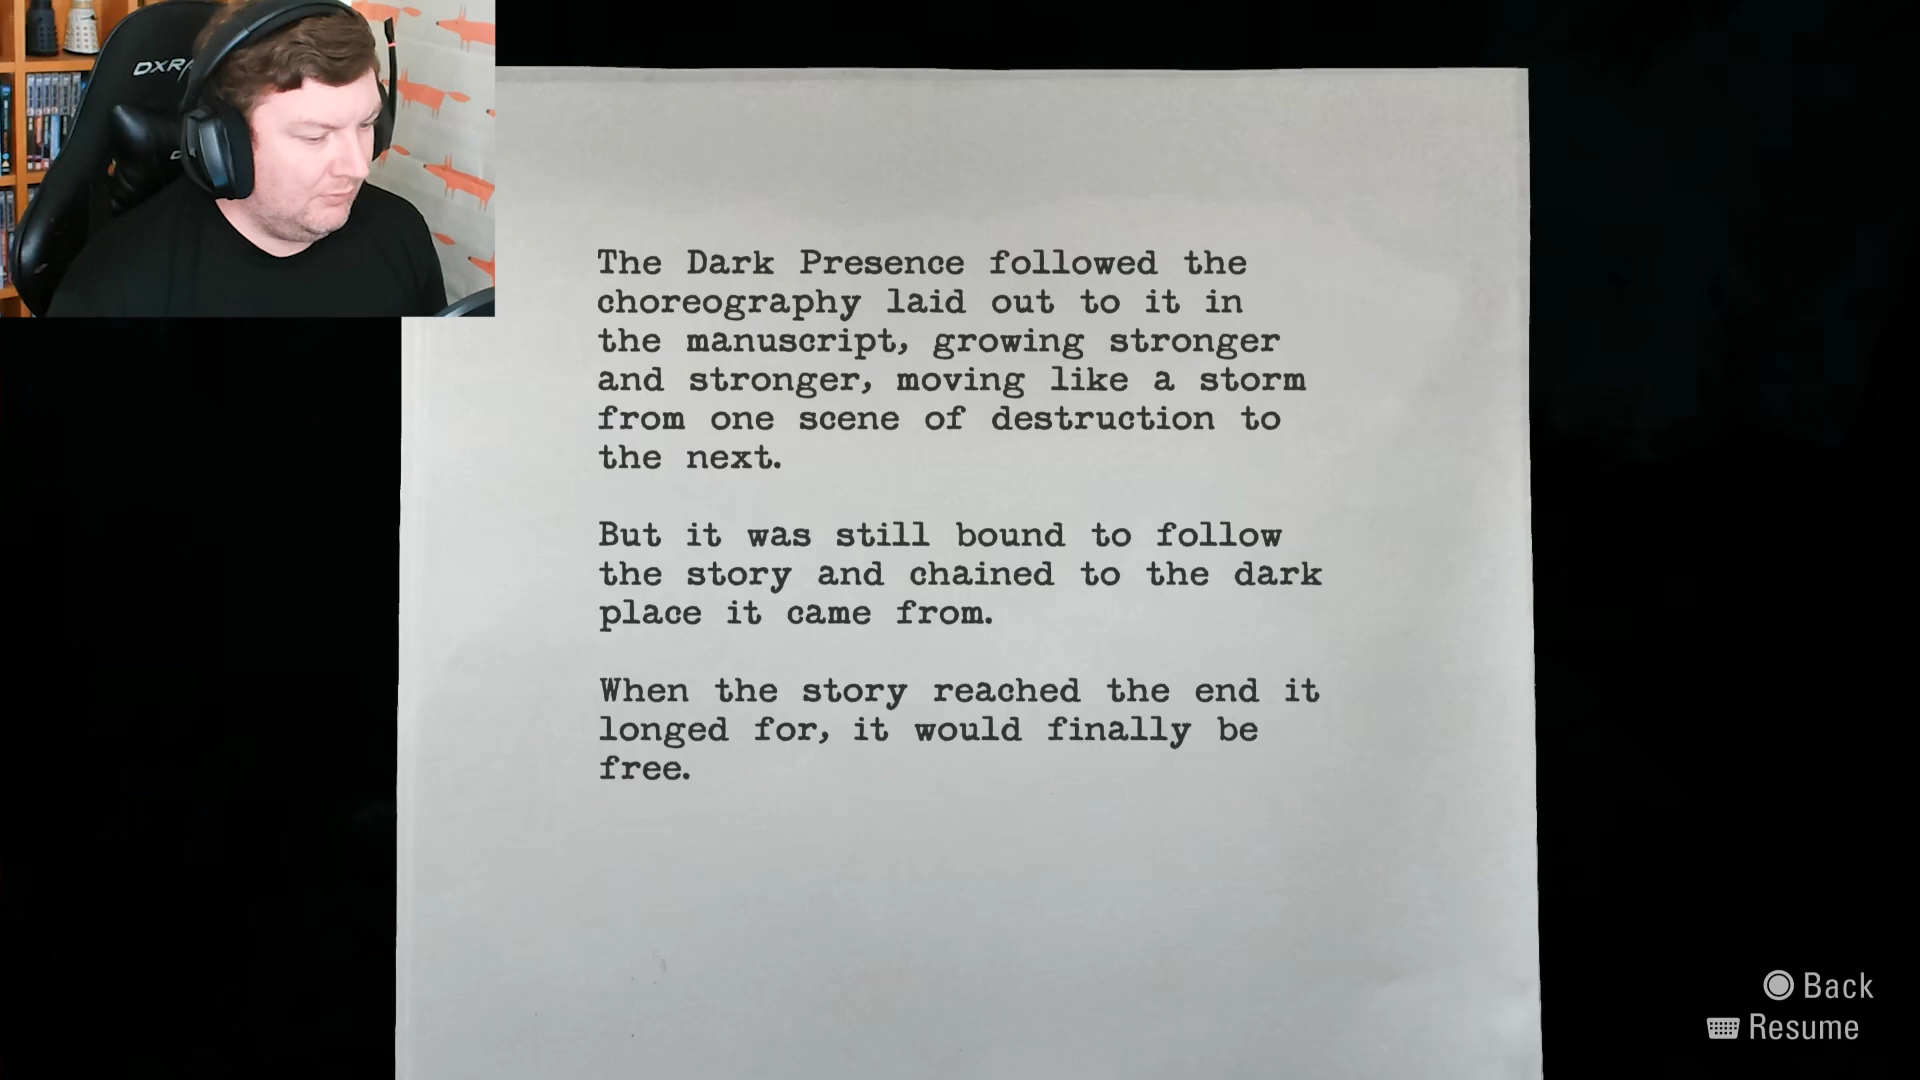 DXRA
The Dark Presence followed the
choreography laid out to it in
the manuscript, growing stronger
and stronger, moving like a storm
from one scene of destruction to
the next.
But it was still bound to follow
the story and chained to the dark
place it came from.
When the story reached the end it
longed for, it would finally be
free.
Back
Resume